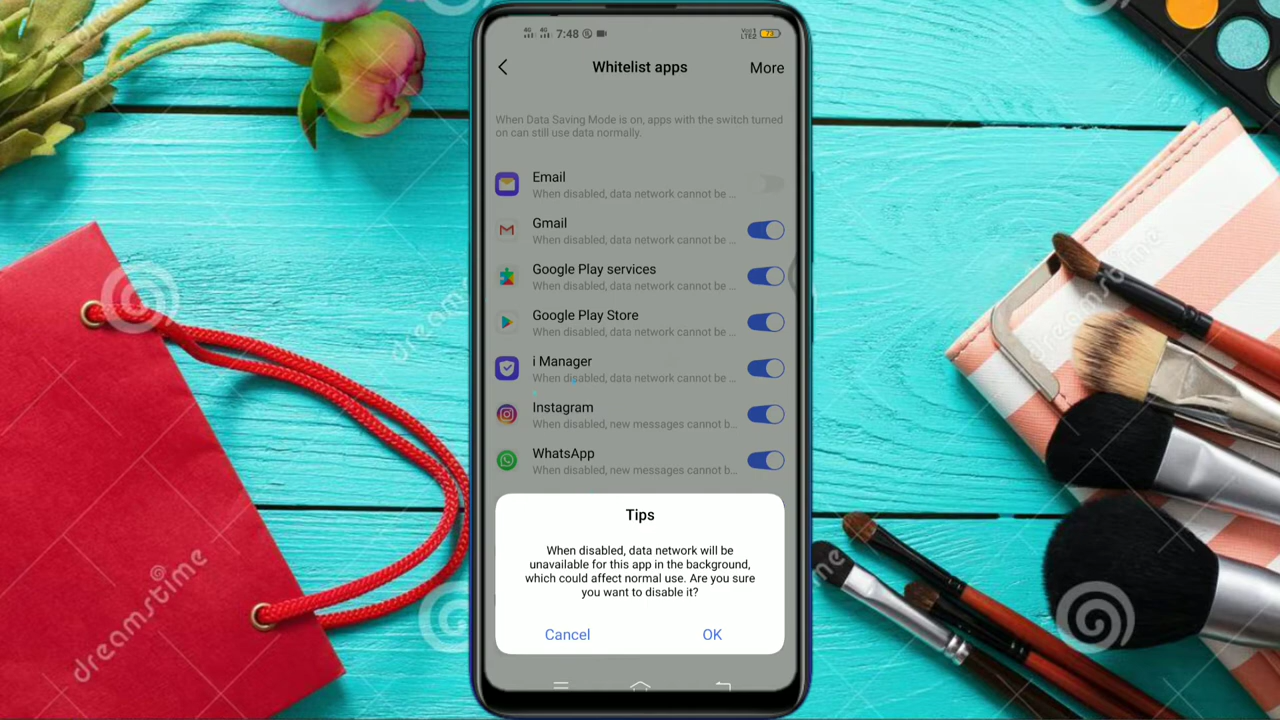 7:48
73
Whitelist apps
More
When Data Saving Mode is on, apps with the switch turned
on can still use data normally.
Email
When disabled, data network cannot be ...
Gmail
When disabled, data network cannot be ...
Google Play services
When disabled, data network cannot be ...
Google Play Store
When disabled, data network cannot be ...
i Manager
When disabled, data network cannot be ...
Instagram
When disabled, new messages cannot b...
WhatsApp
When disabled, new messages cannot b...
Tips
When disabled, data network will be
unavailable for this app in the background,
which could affect normal use. Are you sure
you want to disable it?
Cancel
OK
dreamstime
dreamstime